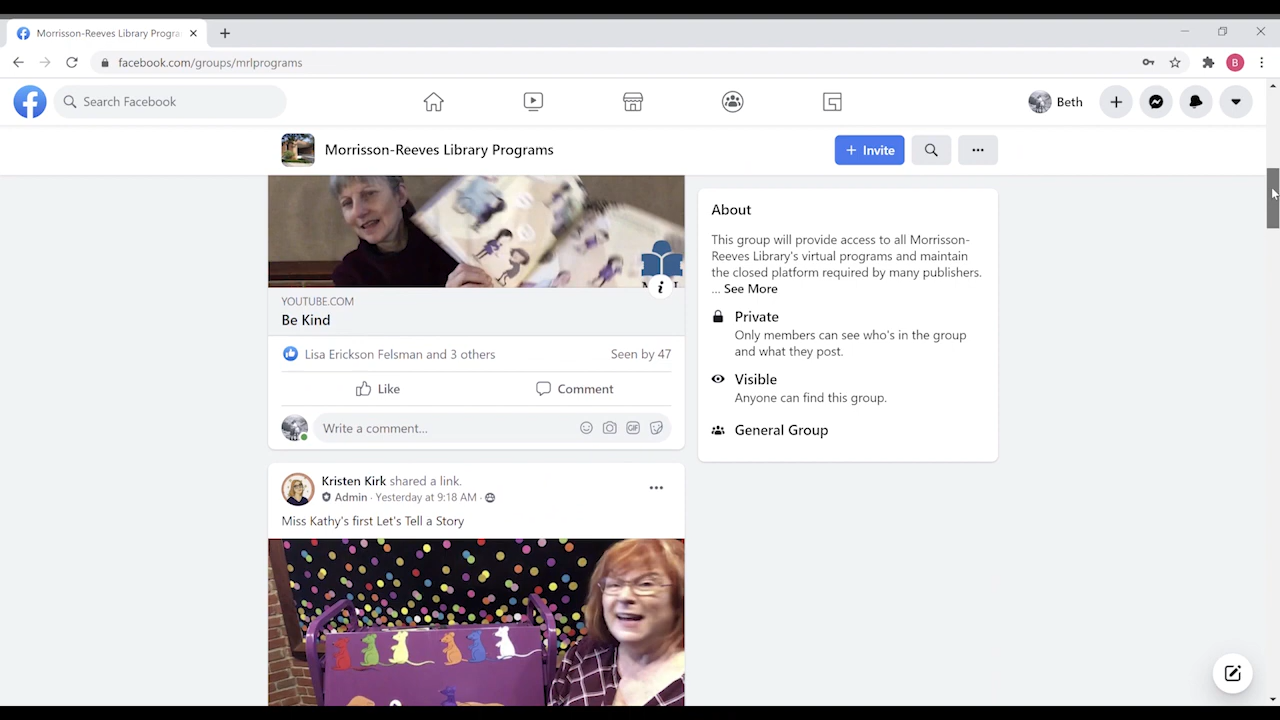 Morrisson-Reeves Library Progra
facebook.com/groups/mrlprograms
B
Search Facebook
Beth
Morrisson-Reeves Library Programs
+ Invite
YOUTUBE.COM
Be Kind
Lisa Erickson Felsman and 3 others
Seen by 47
Like
Comment
Write a comment...
GIF
Kristen Kirk shared a link.
Admin · Yesterday at 9:18 AM ·
Miss Kathy's first Let's Tell a Story
About
This group will provide access to all Morrisson-
Reeves Library's virtual programs and maintain
the closed platform required by many publishers.
... See More
Private
Only members can see who's in the group
and what they post.
Visible
Anyone can find this group.
General Group